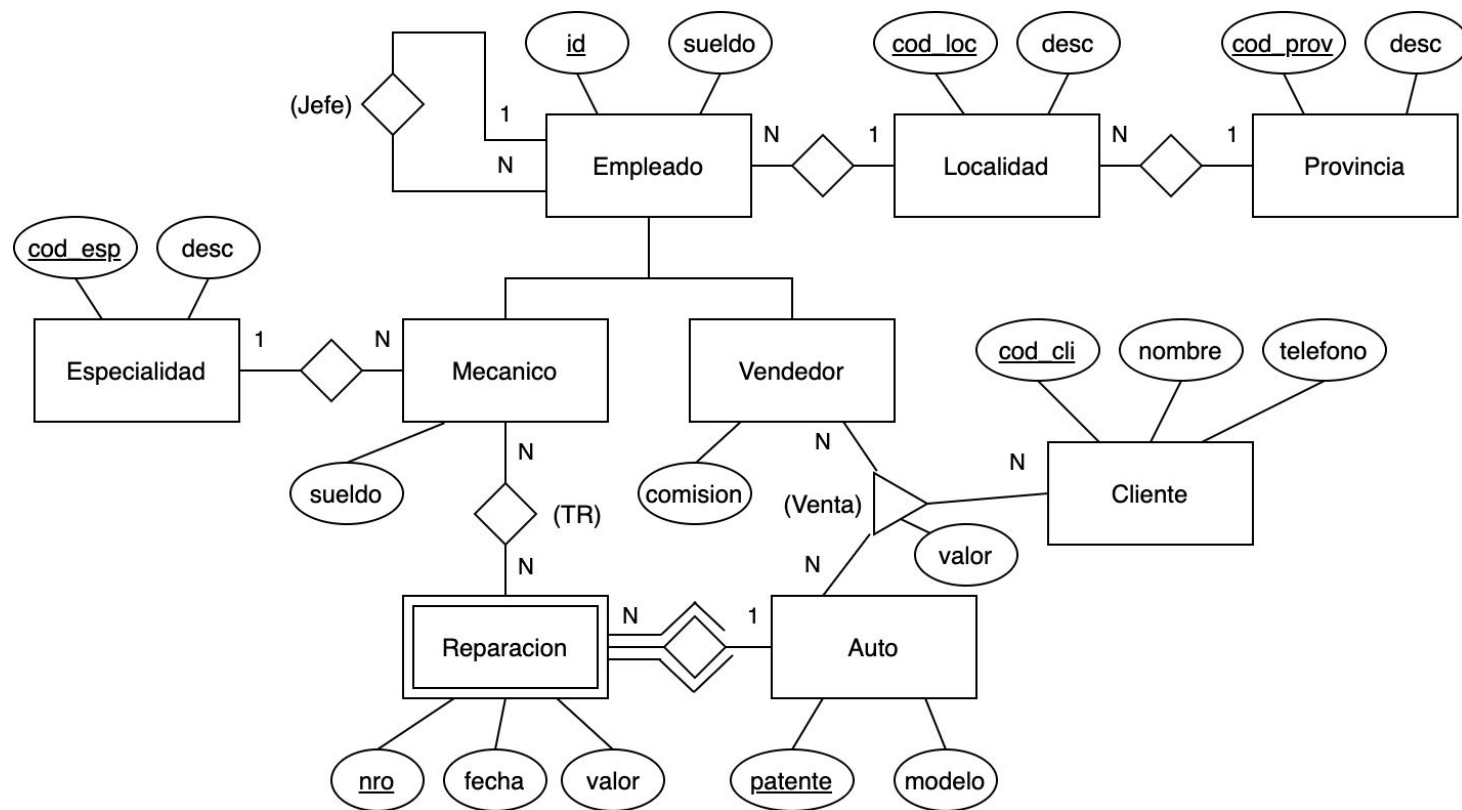 id
sueldo
cod_loc
desc
cod_prov
desc
(Jefe)
1
N
Empleado
N
1
Localidad
N
1
Provincia
cod_esp
desc
Especialidad
1
N
Mecanico
Vendedor
cod_cli
nombre
telefono
sueldo
N
(TR)
N
comision
N
(Venta)
N
valor
N
Cliente
Reparacion
N
1
Auto
nro
fecha
valor
patente
modelo